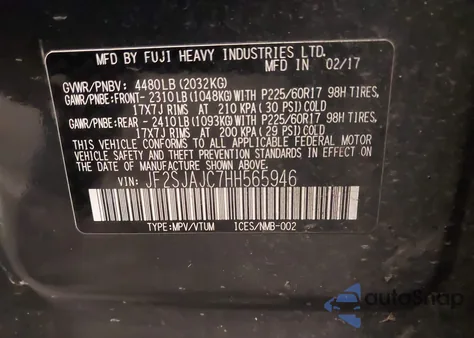 MFD BY FUJI HEAVY INDUSTRIES LTD.
MFD IN 02/17
GVWR/PNBV: 4480LB (2032KG)
GAWR/PNBE:FRONT- 2310LB (1048KG) WITH P225/60R17 98H TIRES,
17X7J RIMS AT 210 KPA ( 30 PSI) COLD
GAWR/PNBE:REAR - 2410LB (1093KG) WITH P225/60R17 98H TIRES,
17X7J RIMS AT 200 KPA (29 PSI) COLD
THIS VEHICLE CONFORMS TO ALL APPLICABLE FEDERAL MOTOR
VEHICLE SAFETY, BUMPER, AND THEFT PREVENTION STANDARDS IN EFFECT ON
THE DATE OF MANUFACTURE SHOWN ABOVE.
VIN: JF2SJAJC7HH565946
TYPE:MPV/VTUM ICES/NMB-002
autoSnap